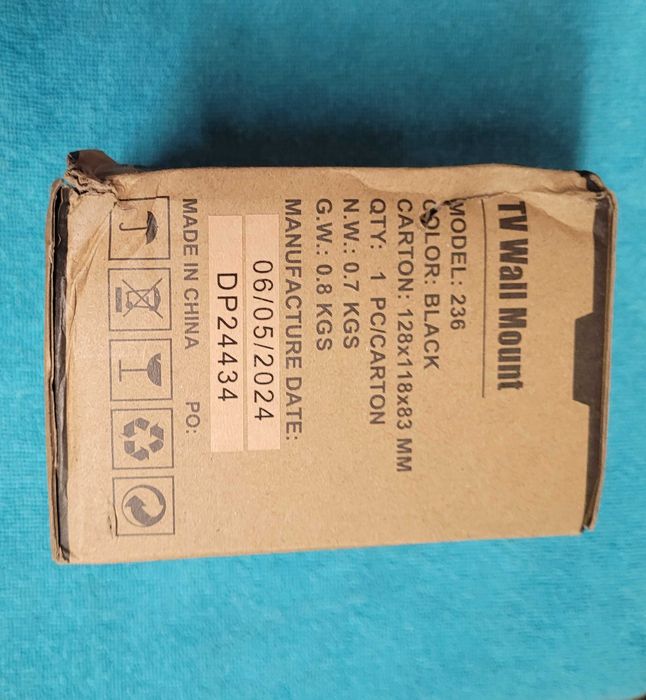 TV Wall Mount
MODEL: 236
COLOR: BLACK
CARTON: 128x118x83 MM
QTY: 1 PC/CARTON
N.W.: 0.7 KGS
G.W.: 0.8 KGS
MANUFACTURE DATE:
06/05/2024
DP24434
MADE IN CHINA PO: